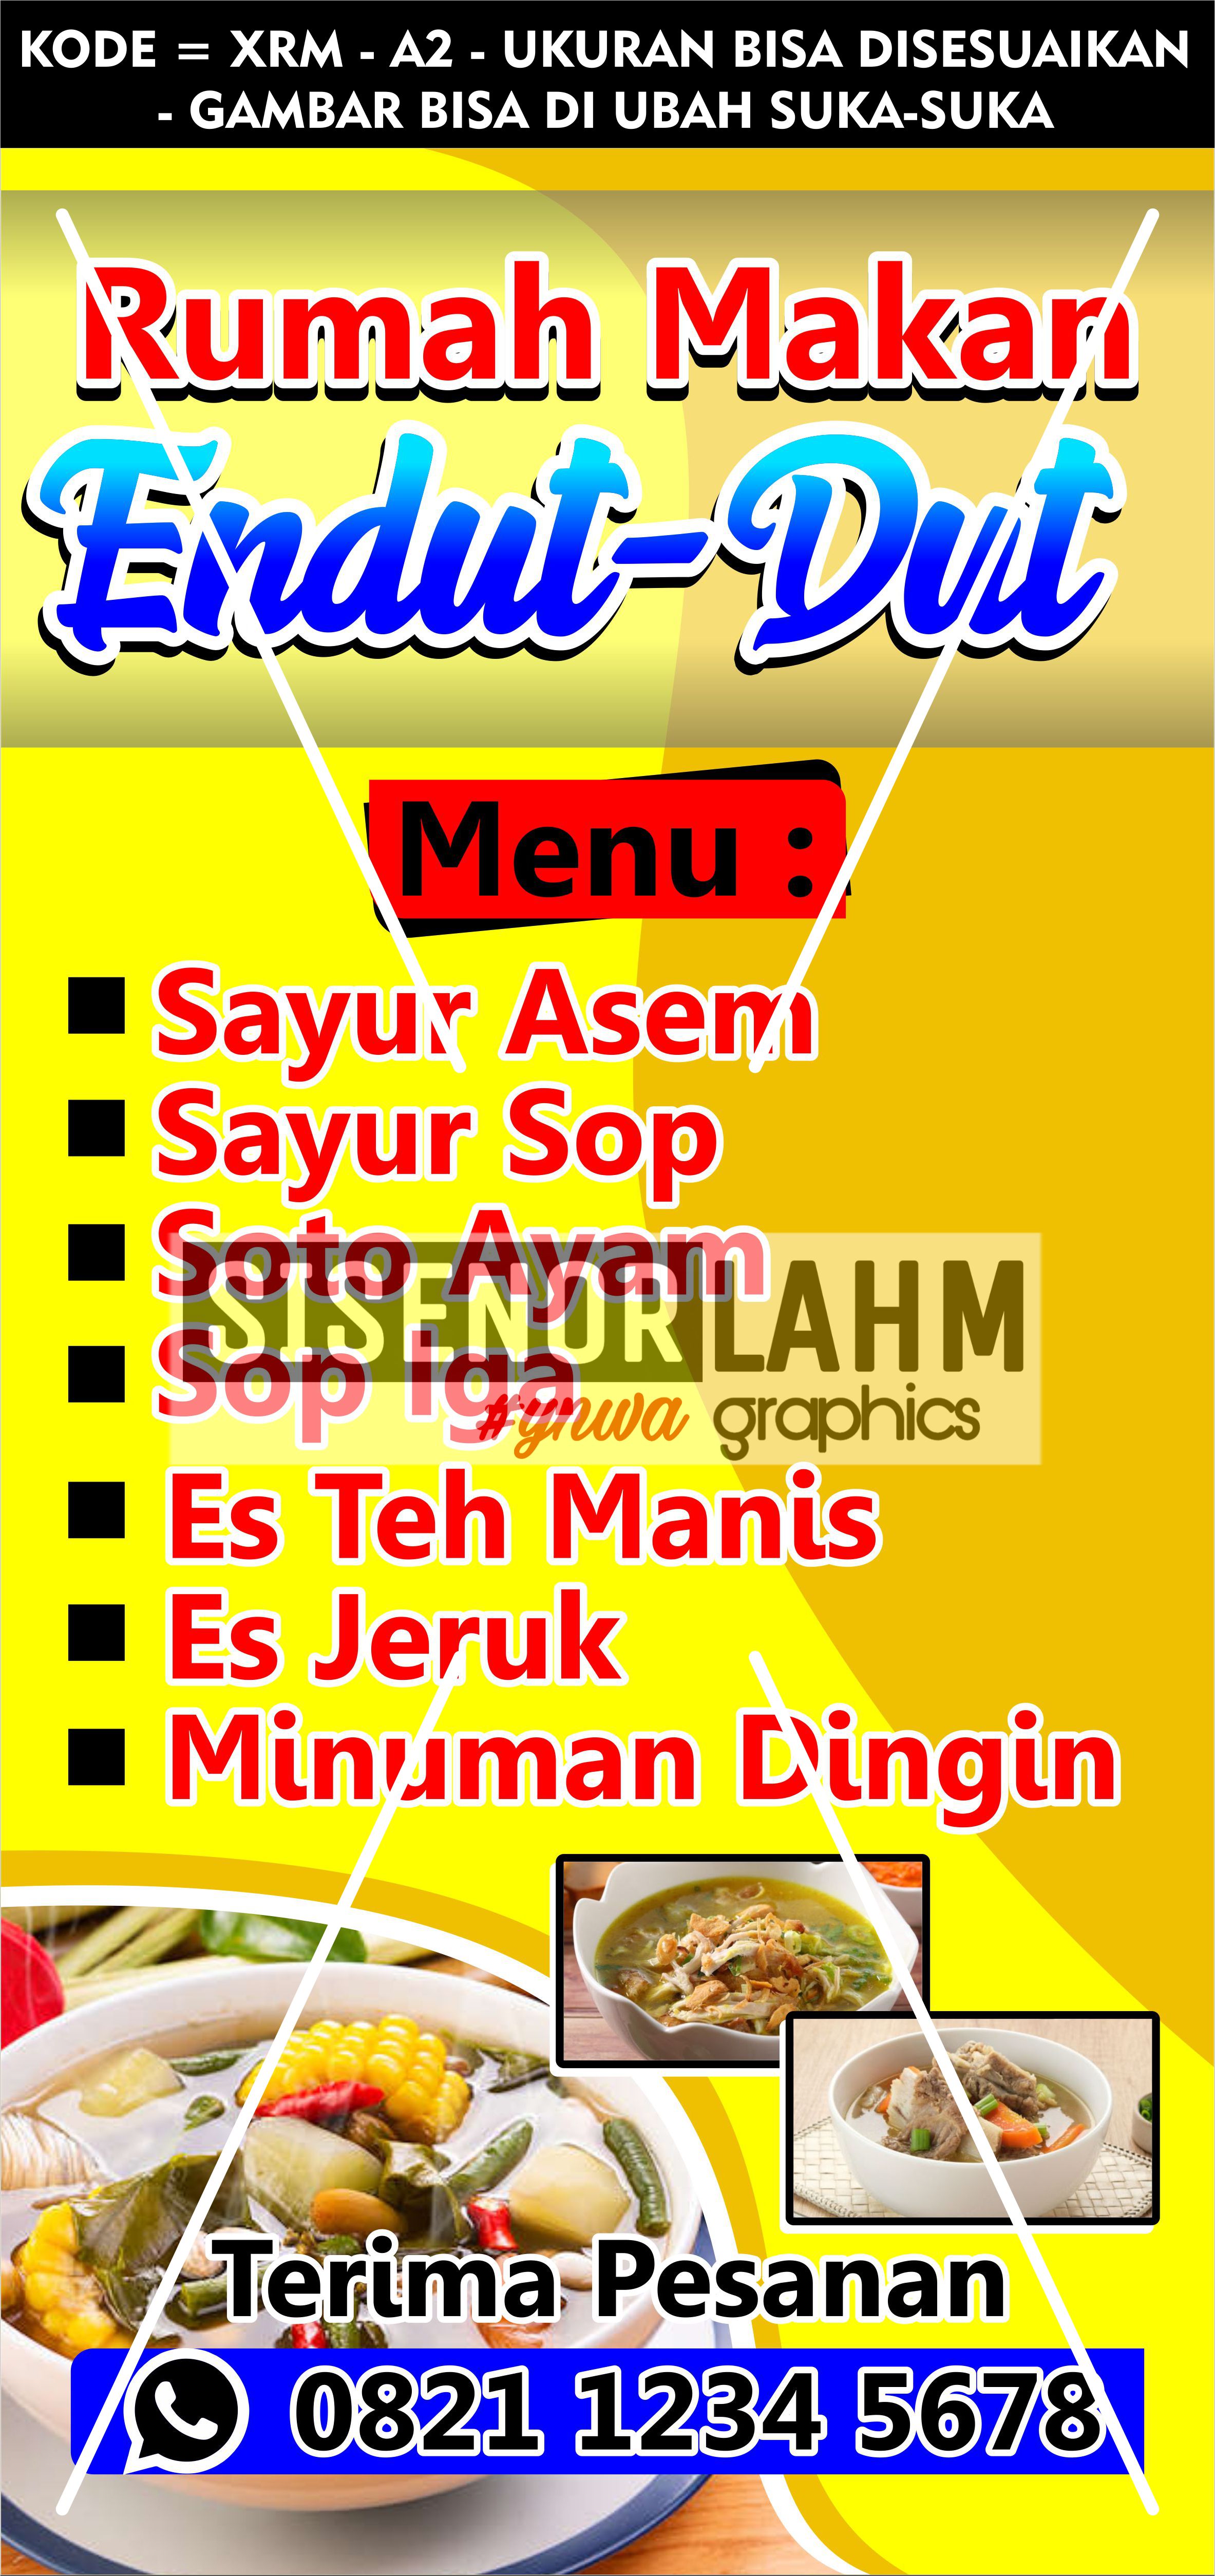 KODE = XRM - A2 - UKURAN BISA DISESUAIKAN
- GAMBAR BISA DI UBAH SUKA-SUKA
Rumah Makan
Endut-Dut
Menu :
Sayur Asem
Sayur Sop
Soto Ayam
SISENORLAHM
Sop Iga
#ynwa graphics
Es Teh Manis
Es Jeruk
Minuman Dingin
Terima Pesanan
0821 1234 5678